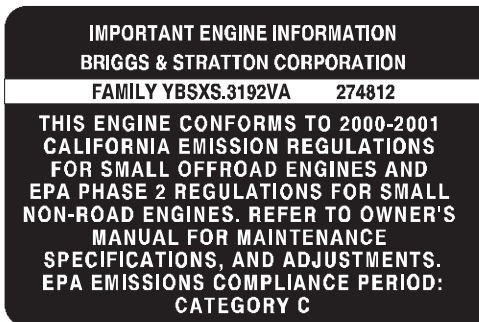 IMPORTANT ENGINE INFORMATION
BRIGGS & STRATTON CORPORATION
FAMILY YBSXS.3192VA 274812
THIS ENGINE CONFORMS TO 2000-2001
CALIFORNIA EMISSION REGULATIONS
FOR SMALL OFFROAD ENGINES AND
EPA PHASE 2 REGULATIONS FOR SMALL
NON-ROAD ENGINES. REFER TO OWNER'S
MANUAL FOR MAINTENANCE
SPECIFICATIONS, AND ADJUSTMENTS.
EPA EMISSIONS COMPLIANCE PERIOD:
CATEGORY C